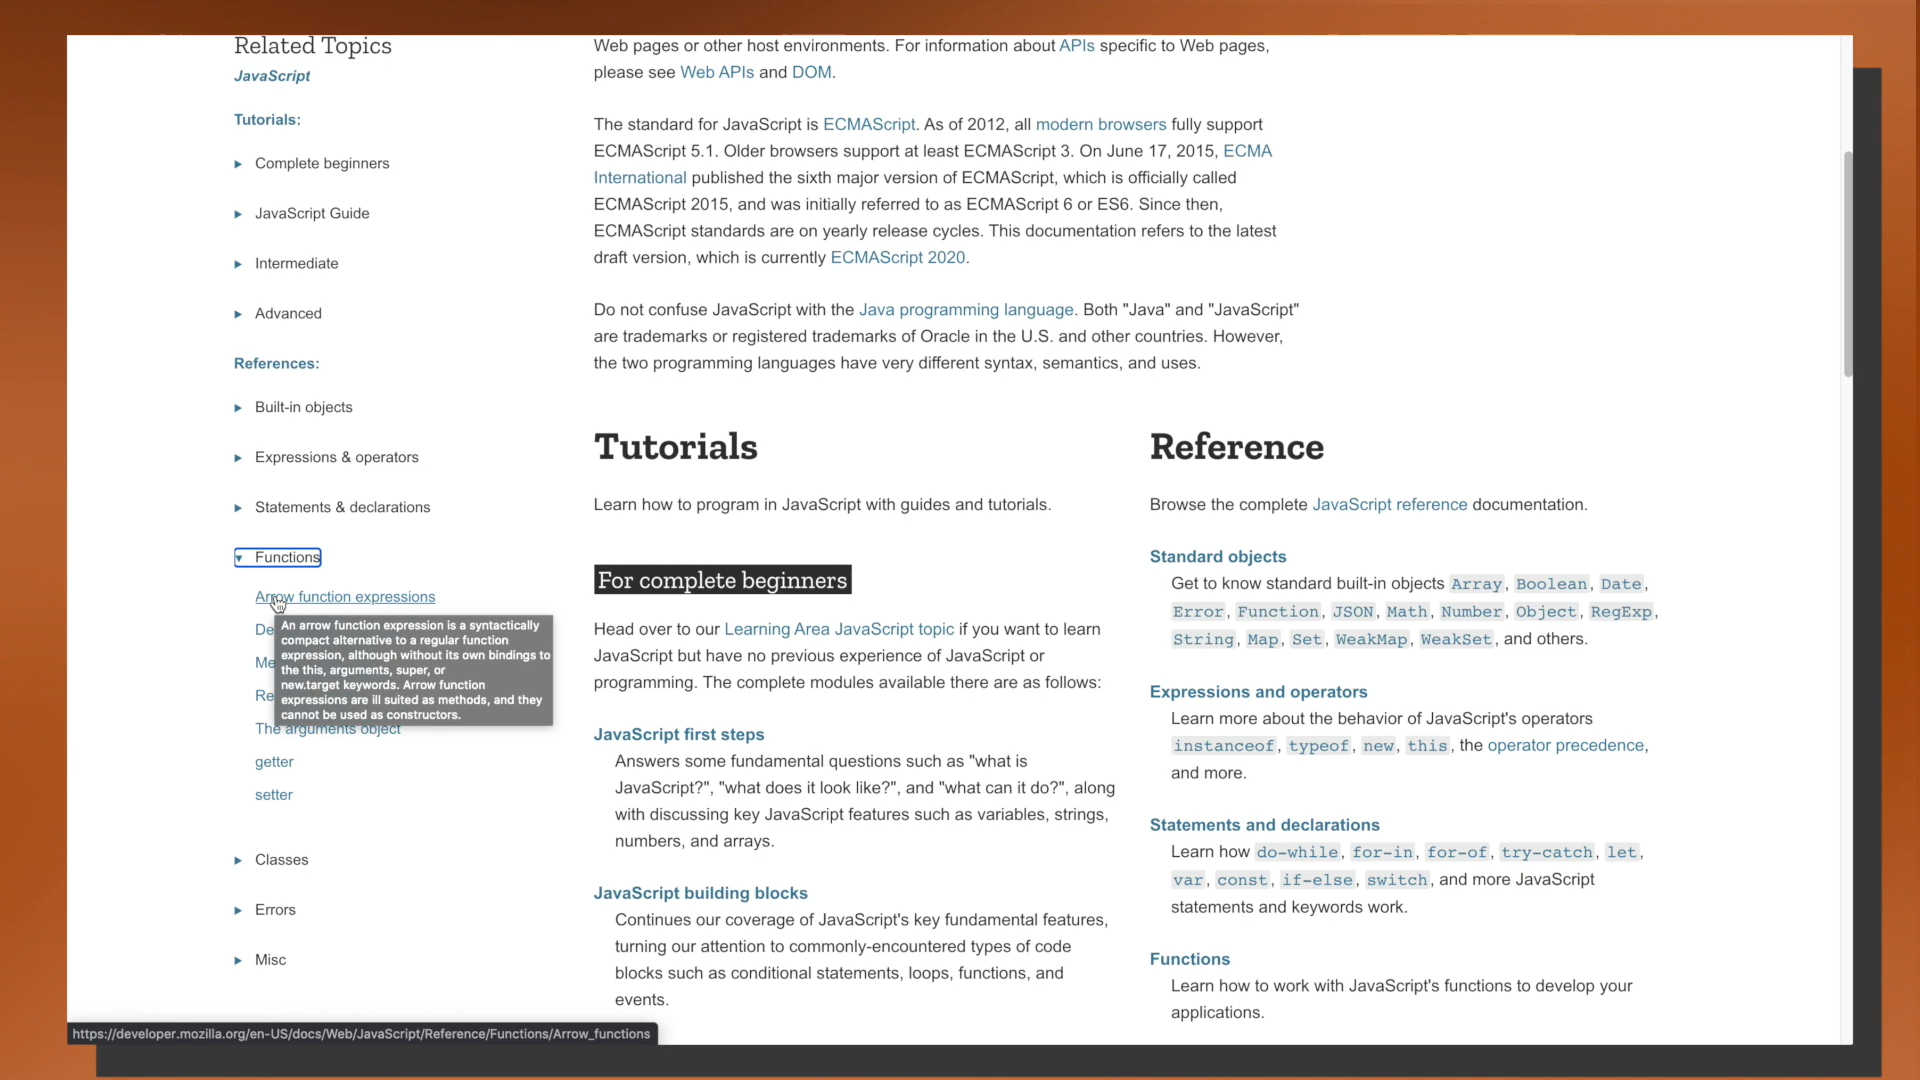 Related Topics
JavaScript
Tutorials:
Complete beginners
JavaScript Guide
Intermediate
Advanced
References:
Built-in objects
Expressions & operators
Statements & declarations
Functions
Arrow function expressions
An arrow function expression is a syntactically
compact alternative to a regular function
expression, although without its own bindings to
the this, arguments, super, or
new.target keywords. Arrow function
expressions are ill suited as methods, and they
cannot be used as constructors.
De
Me
Re
The arguments object
getter
setter
Classes
Errors
Misc
Web pages or other host environments. For information about APIs specific to Web pages,
please see Web APIs and DOM.
The standard for JavaScript is ECMAScript. As of 2012, all modern browsers fully support
ECMAScript 5.1. Older browsers support at least ECMAScript 3. On June 17, 2015, ECMA
International published the sixth major version of ECMAScript, which is officially called
ECMAScript 2015, and was initially referred to as ECMAScript 6 or ES6. Since then,
ECMAScript standards are on yearly release cycles. This documentation refers to the latest
draft version, which is currently ECMAScript 2020.
Do not confuse JavaScript with the Java programming language. Both "Java" and "JavaScript"
are trademarks or registered trademarks of Oracle in the U.S. and other countries. However,
the two programming languages have very different syntax, semantics, and uses.
Tutorials
Learn how to program in JavaScript with guides and tutorials.
For complete beginners
Head over to our Learning Area JavaScript topic if you want to learn
JavaScript but have no previous experience of JavaScript or
programming. The complete modules available there are as follows:
JavaScript first steps
Answers some fundamental questions such as "what is
JavaScript?", "what does it look like?", and "what can it do?", along
with discussing key JavaScript features such as variables, strings,
numbers, and arrays.
JavaScript building blocks
Continues our coverage of JavaScript's key fundamental features,
turning our attention to commonly-encountered types of code
blocks such as conditional statements, loops, functions, and
events.
Reference
Browse the complete JavaScript reference documentation.
Standard objects
Get to know standard built-in objects Array, Boolean, Date,
Error, Function, JSON, Math, Number, Object, RegExp,
String, Map, Set, WeakMap, WeakSet, and others.
Expressions and operators
Learn more about the behavior of JavaScript's operators
instanceof, typeof, new, this, the operator precedence,
and more.
Statements and declarations
Learn how do-while, for-in, for-of, try-catch, let,
var, const, if-else, switch, and more JavaScript
statements and keywords work.
Functions
Learn how to work with JavaScript's functions to develop your
applications.
https://developer.mozilla.org/en-US/docs/Web/JavaScript/Reference/Functions/Arrow_functions